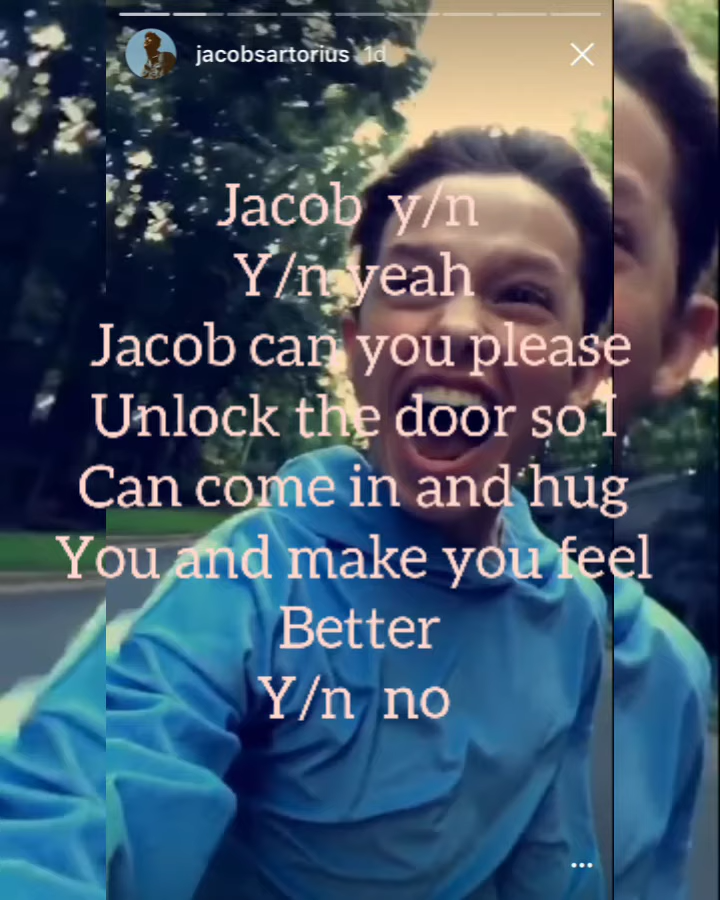 jacobsartorius 1d
Jacob y/n
Y/n yeah
Jacob can you please
Unlock the door so I
Can come in and hug
You and make you feel
Better
Y/n no